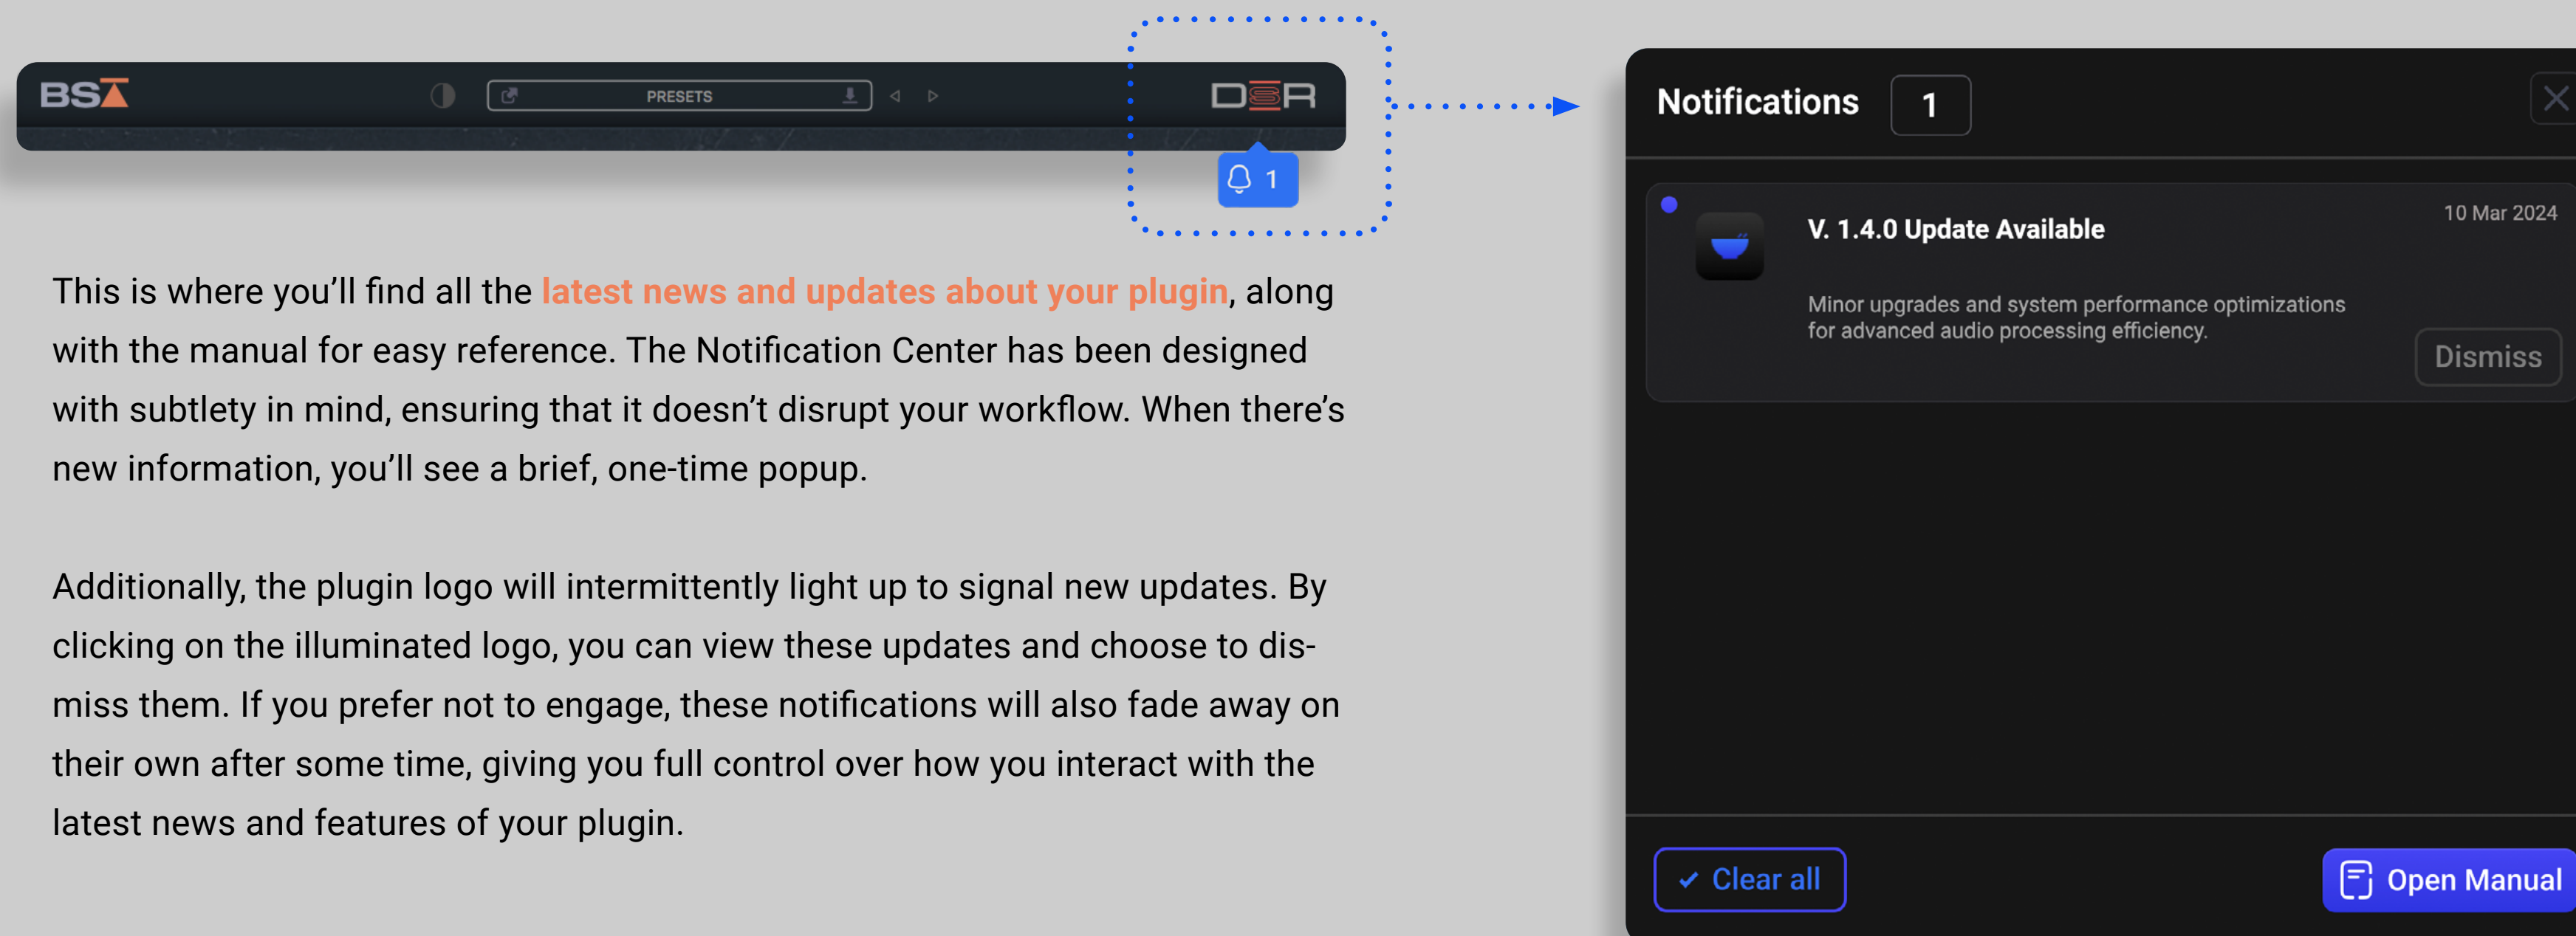 BSA
PRESETS
DSR
1
This is where you’ll find all the latest news and updates about your plugin, along
with the manual for easy reference. The Notification Center has been designed
with subtlety in mind, ensuring that it doesn’t disrupt your workflow. When there’s
new information, you’ll see a brief, one-time popup.
Additionally, the plugin logo will intermittently light up to signal new updates. By
clicking on the illuminated logo, you can view these updates and choose to dis-
miss them. If you prefer not to engage, these notifications will also fade away on
their own after some time, giving you full control over how you interact with the
latest news and features of your plugin.
Notifications 1
10 Mar 2024
V. 1.4.0 Update Available
Minor upgrades and system performance optimizations
for advanced audio processing efficiency.
Dismiss
Clear all
Open Manual